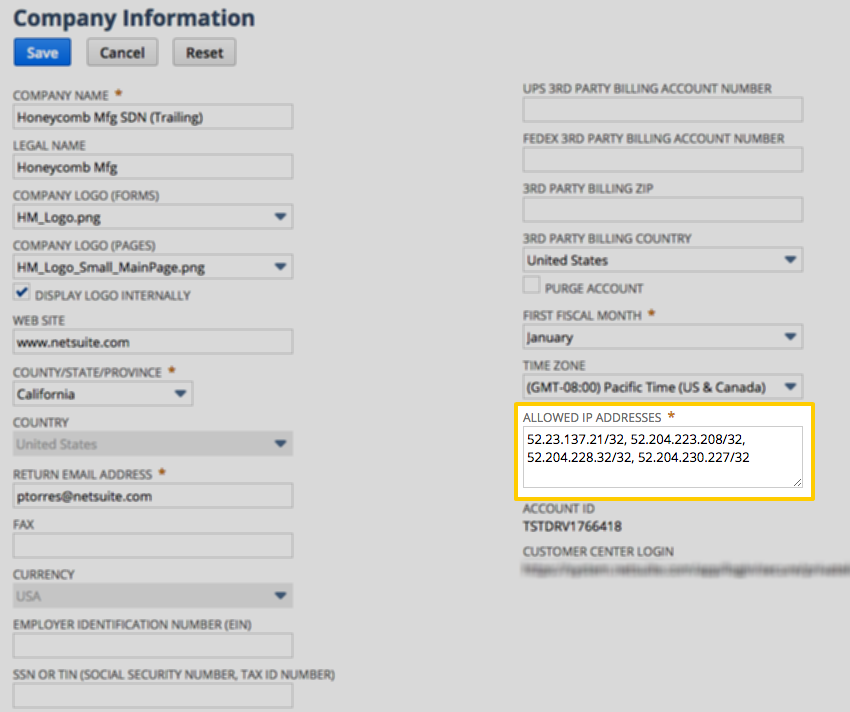 Company Information
Save Cancel Reset
COMPANY NAME *
Honeycomb Mfg SDN (Trailing)
LEGAL NAME
Honeycomb Mfg
COMPANY LOGO (FORMS)
HM_Logo.png
COMPANY LOGO (PAGES)
HM_Logo_Small_MainPage.png
DISPLAY LOGO INTERNALLY
WEB SITE
www.netsuite.com
COUNTY/STATE/PROVINCE *
California
COUNTRY
United States
RETURN EMAIL ADDRESS *
ptorres@netsuite.com
FAX
CURRENCY
USA
EMPLOYER IDENTIFICATION NUMBER (EIN)
SSN OR TIN (SOCIAL SECURITY NUMBER, TAX ID NUMBER)
UPS 3RD PARTY BILLING ACCOUNT NUMBER
FEDEX 3RD PARTY BILLING ACCOUNT NUMBER
3RD PARTY BILLING ZIP
3RD PARTY BILLING COUNTRY
United States
PURGE ACCOUNT
FIRST FISCAL MONTH *
January
TIME ZONE
(GMT-08:00) Pacific Time (US & Canada)
ALLOWED IP ADDRESSES *
52.23.137.21/32, 52.204.223.208/32,
52.204.228.32/32, 52.204.230.227/32
ACCOUNT ID
TSTDRV1766418
CUSTOMER CENTER LOGIN